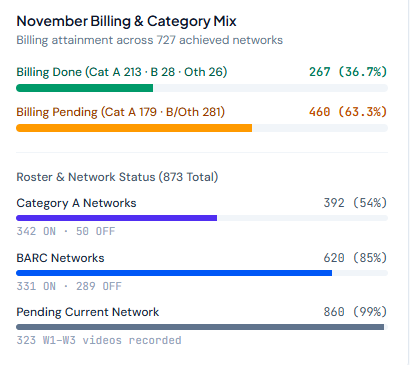 November Billing & Category Mix
Billing attainment across 727 achieved networks
Billing Done (Cat A 213 · B 28 · Oth 26) 267 (36.7%)
Billing Pending (Cat A 179 · B/Oth 281) 460 (63.3%)
Roster & Network Status (873 Total)
Category A Networks 392 (54%)
342 ON · 50 OFF
BARC Networks 620 (85%)
331 ON · 289 OFF
Pending Current Network 860 (99%)
323 W1–W3 videos recorded